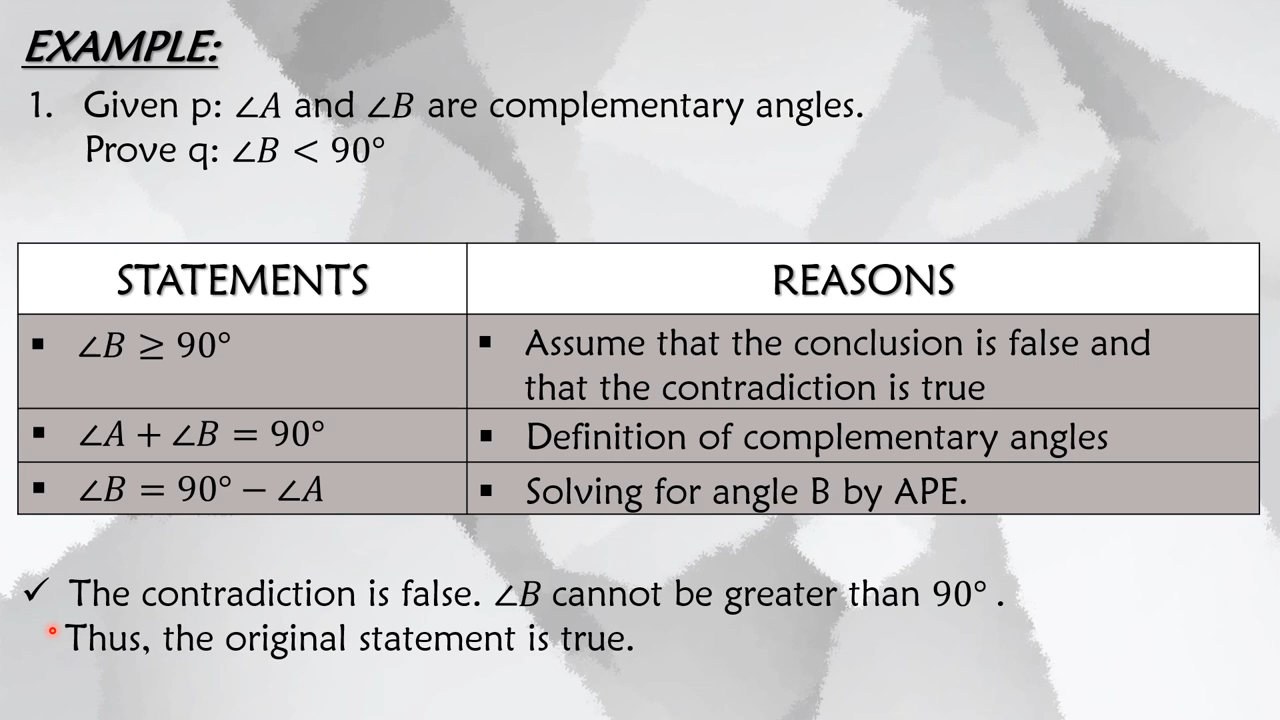 EXAMPLE:
1. Given p: ∠A and ∠B are complementary angles.
Prove q: ∠B < 90°
STATEMENTS
REASONS
▪ ∠B ≥ 90°
▪ Assume that the conclusion is false and
that the contradiction is true
▪ ∠A + ∠B = 90°
▪ Definition of complementary angles
▪ ∠B = 90° − ∠A
▪ Solving for angle B by APE.
✓ The contradiction is false. ∠B cannot be greater than 90° .
Thus, the original statement is true.